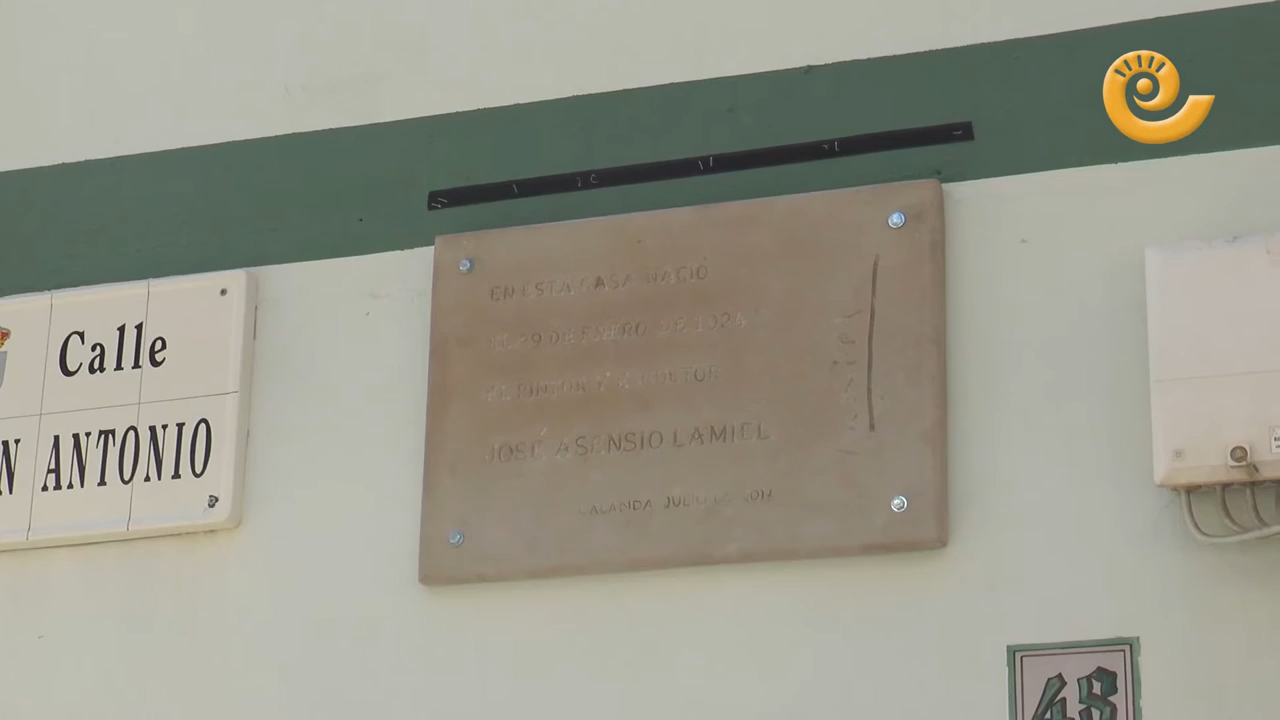 Calle
N ANTONIO
EN ESTA CASA NACIÓ
EL 29 DE ENERO DE 1924
EL PINTOR Y ESCULTOR
JOSÉ ASENSIO LAMIEL
CALANDA JULIO DE 2012
48